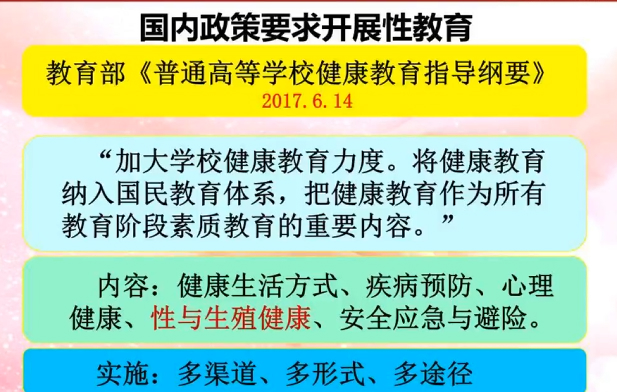 国内政策要求开展性教育
教育部《普通高等学校健康教育指导纲要》
2017.6.14
“加大学校健康教育力度。将健康教育
纳入国民教育体系，把健康教育作为所有
教育阶段素质教育的重要内容。”
内容：健康生活方式、疾病预防、心理
健康、性与生殖健康、安全应急与避险。
实施：多渠道、多形式、多途径